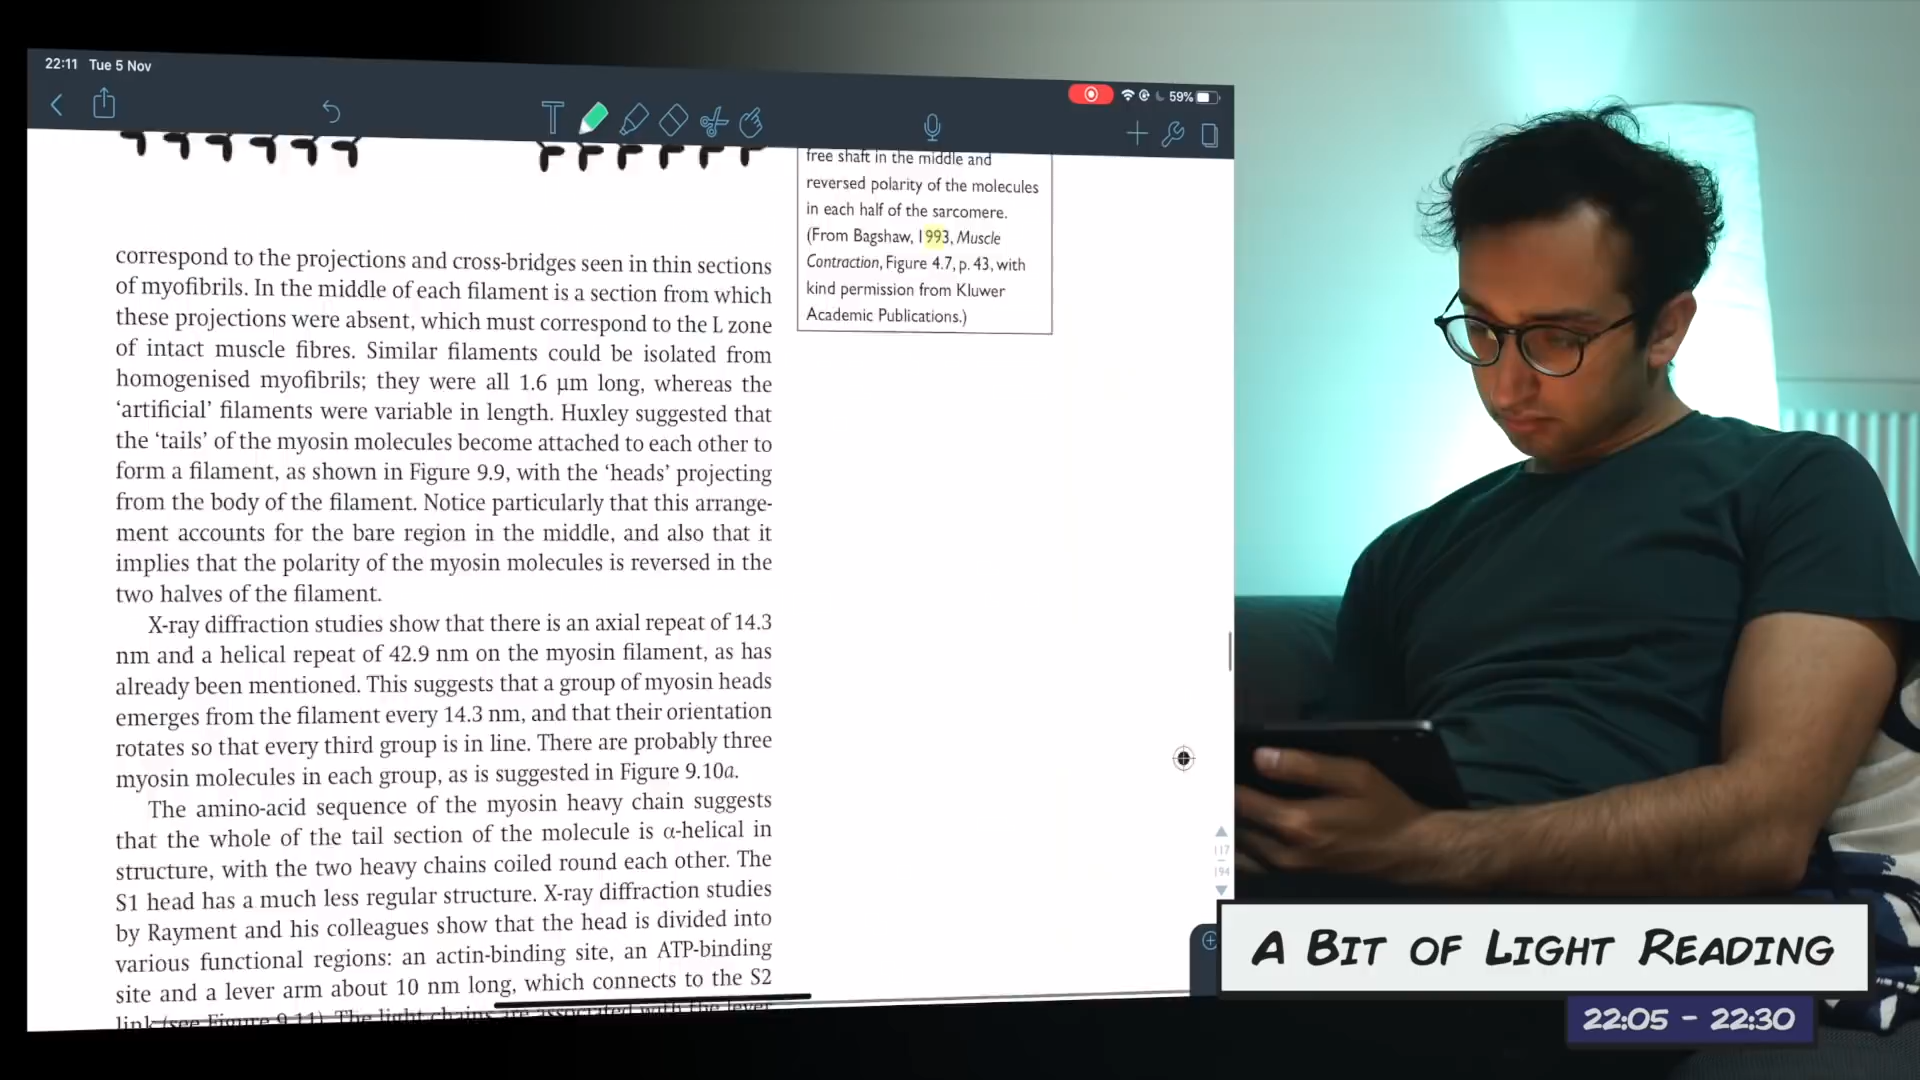 22:11 Tue 5 Nov
59%
T
free shaft in the middle and
reversed polarity of the molecules
in each half of the sarcomere.
(From Bagshaw, 1993, Muscle
Contraction, Figure 4.7, p. 43, with
kind permission from Kluwer
Academic Publications.)
correspond to the projections and cross-bridges seen in thin sections
of myofibrils. In the middle of each filament is a section from which
these projections were absent, which must correspond to the L zone
of intact muscle fibres. Similar filaments could be isolated from
homogenised myofibrils; they were all 1.6 µm long, whereas the
‘artificial’ filaments were variable in length. Huxley suggested that
the ‘tails’ of the myosin molecules become attached to each other to
form a filament, as shown in Figure 9.9, with the ‘heads’ projecting
from the body of the filament. Notice particularly that this arrange-
ment accounts for the bare region in the middle, and also that it
implies that the polarity of the myosin molecules is reversed in the
two halves of the filament.
X-ray diffraction studies show that there is an axial repeat of 14.3
nm and a helical repeat of 42.9 nm on the myosin filament, as has
already been mentioned. This suggests that a group of myosin heads
emerges from the filament every 14.3 nm, and that their orientation
rotates so that every third group is in line. There are probably three
myosin molecules in each group, as is suggested in Figure 9.10a.
The amino-acid sequence of the myosin heavy chain suggests
that the whole of the tail section of the molecule is α-helical in
structure, with the two heavy chains coiled round each other. The
S1 head has a much less regular structure. X-ray diffraction studies
by Rayment and his colleagues show that the head is divided into
various functional regions: an actin-binding site, an ATP-binding
site and a lever arm about 10 nm long, which connects to the S2
link (see Figure 9.11). The light chains are associated with the lever
117
194
A BIT OF LIGHT READING
22:05 - 22:30